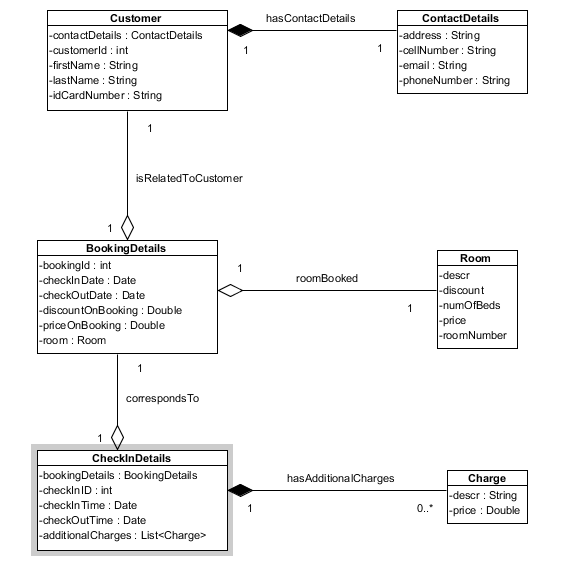 Customer
-contactDetails : ContactDetails
-customerId : int
-firstName : String
-lastName : String
-idCardNumber : String
hasContactDetails
1
1
ContactDetails
-address : String
-cellNumber : String
-email : String
-phoneNumber : String
1
isRelatedToCustomer
1
BookingDetails
-bookingId : int
-checkInDate : Date
-checkOutDate : Date
-discountOnBooking : Double
-priceOnBooking : Double
-room : Room
1
roomBooked
1
Room
-descr
-discount
-numOfBeds
-price
-roomNumber
1
correspondsTo
1
CheckInDetails
-bookingDetails : BookingDetails
-checkInID : int
-checkInTime : Date
-checkOutTime : Date
-additionalCharges : List<Charge>
hasAdditionalCharges
1
0..*
Charge
-descr : String
-price : Double